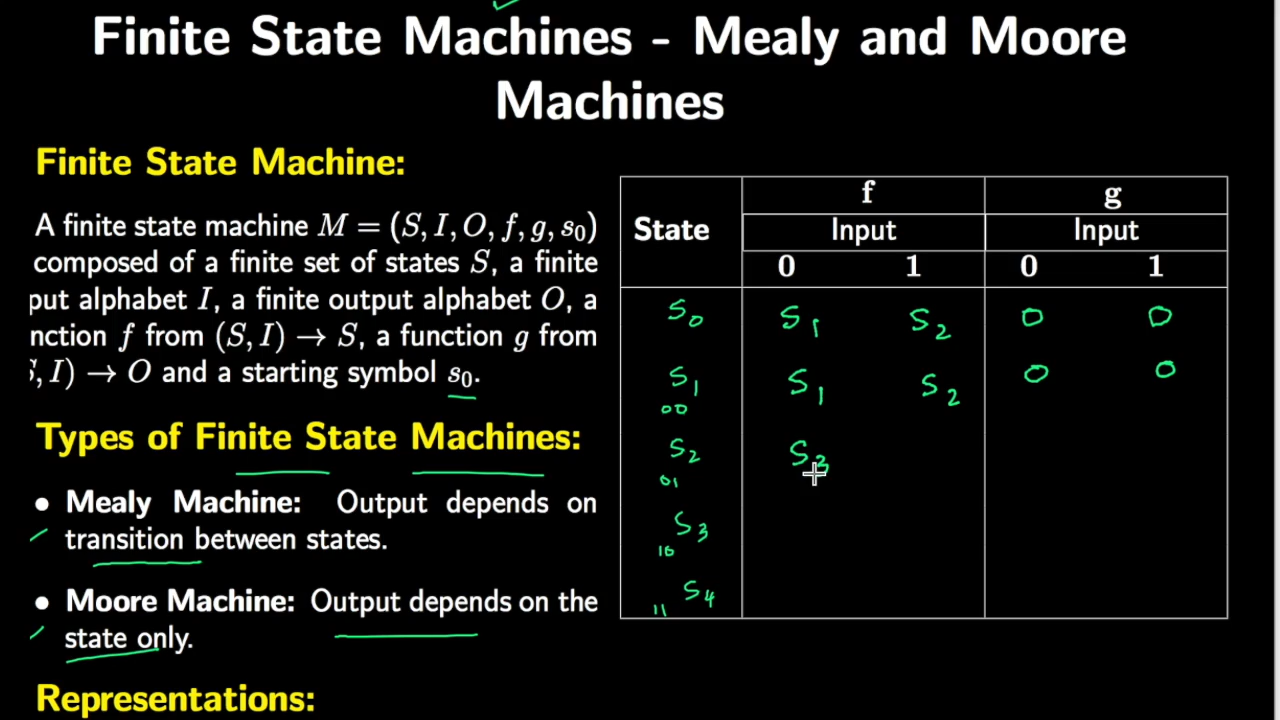 Finite State Machines - Mealy and Moore
Machines
Finite State Machine:
A finite state machine M = (S, I, O, f, g, s₀)
composed of a finite set of states S, a finite
put alphabet I, a finite output alphabet O, a
nction f from (S, I) → S, a function g from
, I) → O and a starting symbol s₀.
Types of Finite State Machines:
• Mealy Machine: Output depends on
transition between states.
• Moore Machine: Output depends on the
state only.
Representations:
State f g
Input Input
0 1 0 1
S₀ S₁ S₂ 0 0
S₁ S₁ S₂ 0 0
00
S₂ S₃
01
S₃
10
S₄
11